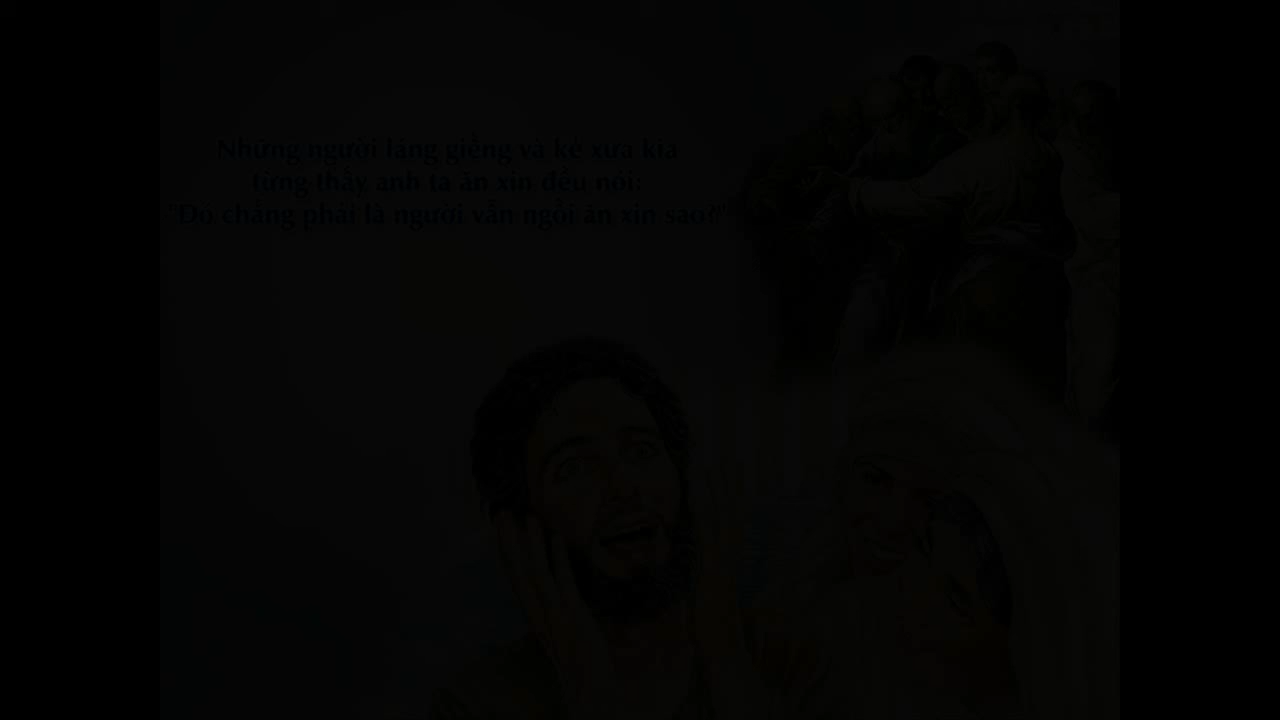 Những người láng giềng và kẻ xưa kia
từng thấy anh ta ăn xin đều nói:
"Đó chẳng phải là người vẫn ngồi ăn xin sao?"